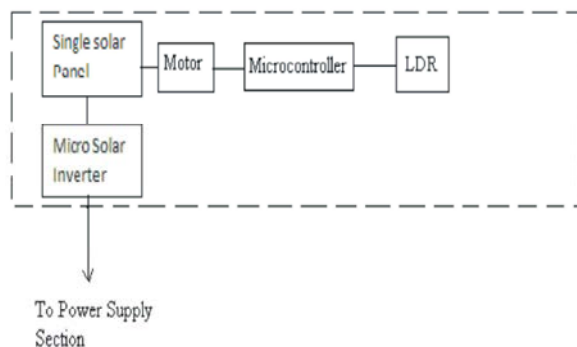 Single solar
Panel
Motor
Microcontroller
LDR
Micro Solar
Inverter
To Power Supply
Section